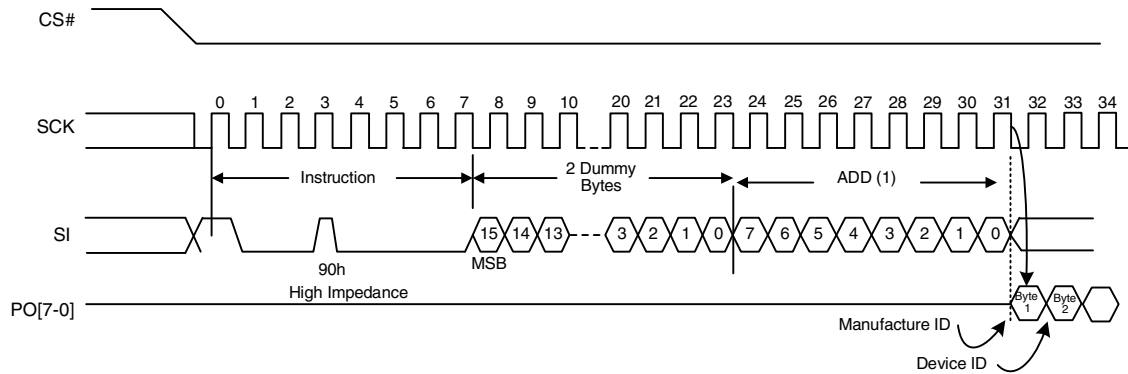 CS#
0 1 2 3 4 5 6 7 8 9 10 20 21 22 23 24 25 26 27 28 29 30 31 32 33 34
SCK
Instruction
2 Dummy
Bytes
ADD (1)
SI
15 14 13 3 2 1 0 7 6 5 4 3 2 1 0
90h
MSB
High Impedance
PO[7-0]
Byte
1
Byte
2
Manufacture ID
Device ID